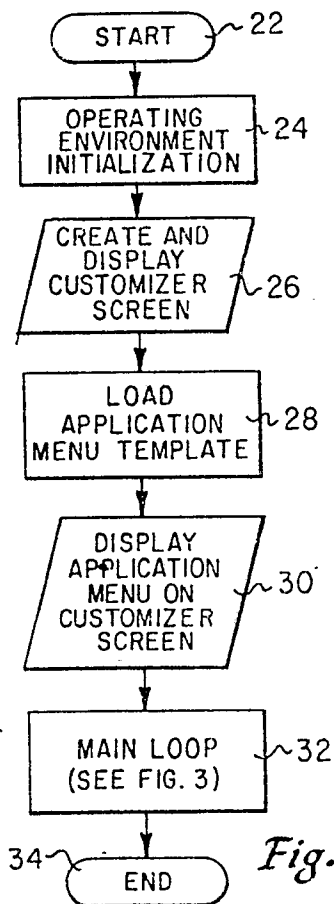 START
22
OPERATING
ENVIRONMENT
INITIALIZATION
24
CREATE AND
DISPLAY
CUSTOMIZER
SCREEN
26
LOAD
APPLICATION
MENU TEMPLATE
28
DISPLAY
APPLICATION
MENU ON
CUSTOMIZER
SCREEN
30
MAIN LOOP
(SEE FIG. 3)
32
34
END
Fig.